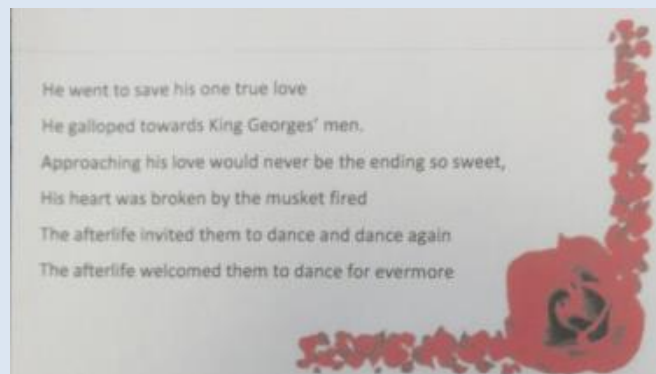 He went to save his one true love
He galloped towards King Georges' men.
Approaching his love would never be the ending so sweet,
His heart was broken by the musket fired
The afterlife invited them to dance and dance again
The afterlife welcomed them to dance for evermore